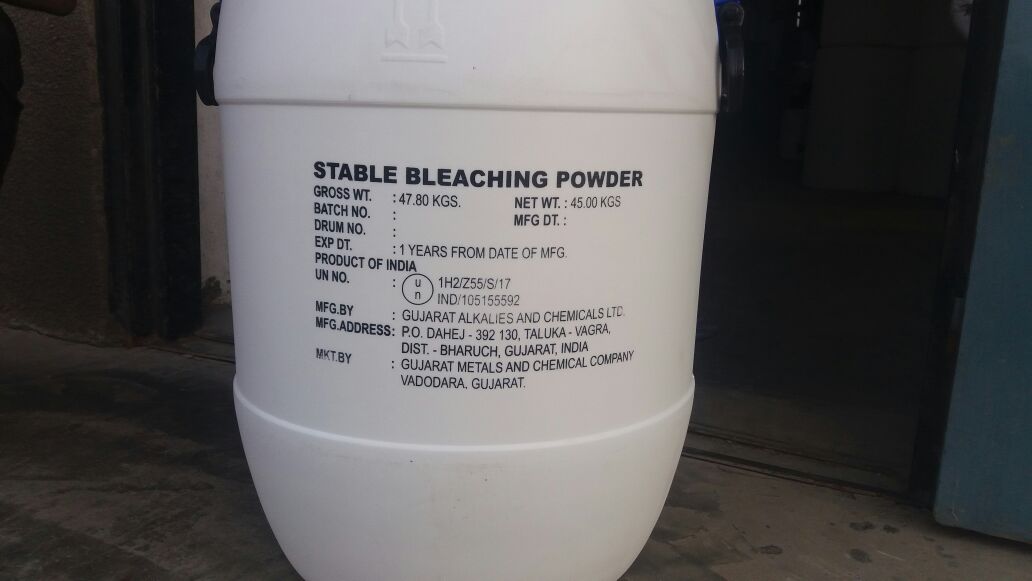 STABLE BLEACHING POWDER
GROSS WT. : 47.80 KGS. NET WT. : 45.00 KGS
BATCH NO. : MFG DT. :
DRUM NO. :
EXP DT. : 1 YEARS FROM DATE OF MFG.
PRODUCT OF INDIA
UN NO. : u n 1H2/Z55/S/17
IND/105155592
MFG.BY : GUJARAT ALKALIES AND CHEMICALS LTD.
MFG.ADDRESS: P.O. DAHEJ - 392 130, TALUKA - VAGRA,
DIST. - BHARUCH, GUJARAT, INDIA
MKT.BY : GUJARAT METALS AND CHEMICAL COMPANY
VADODARA, GUJARAT.